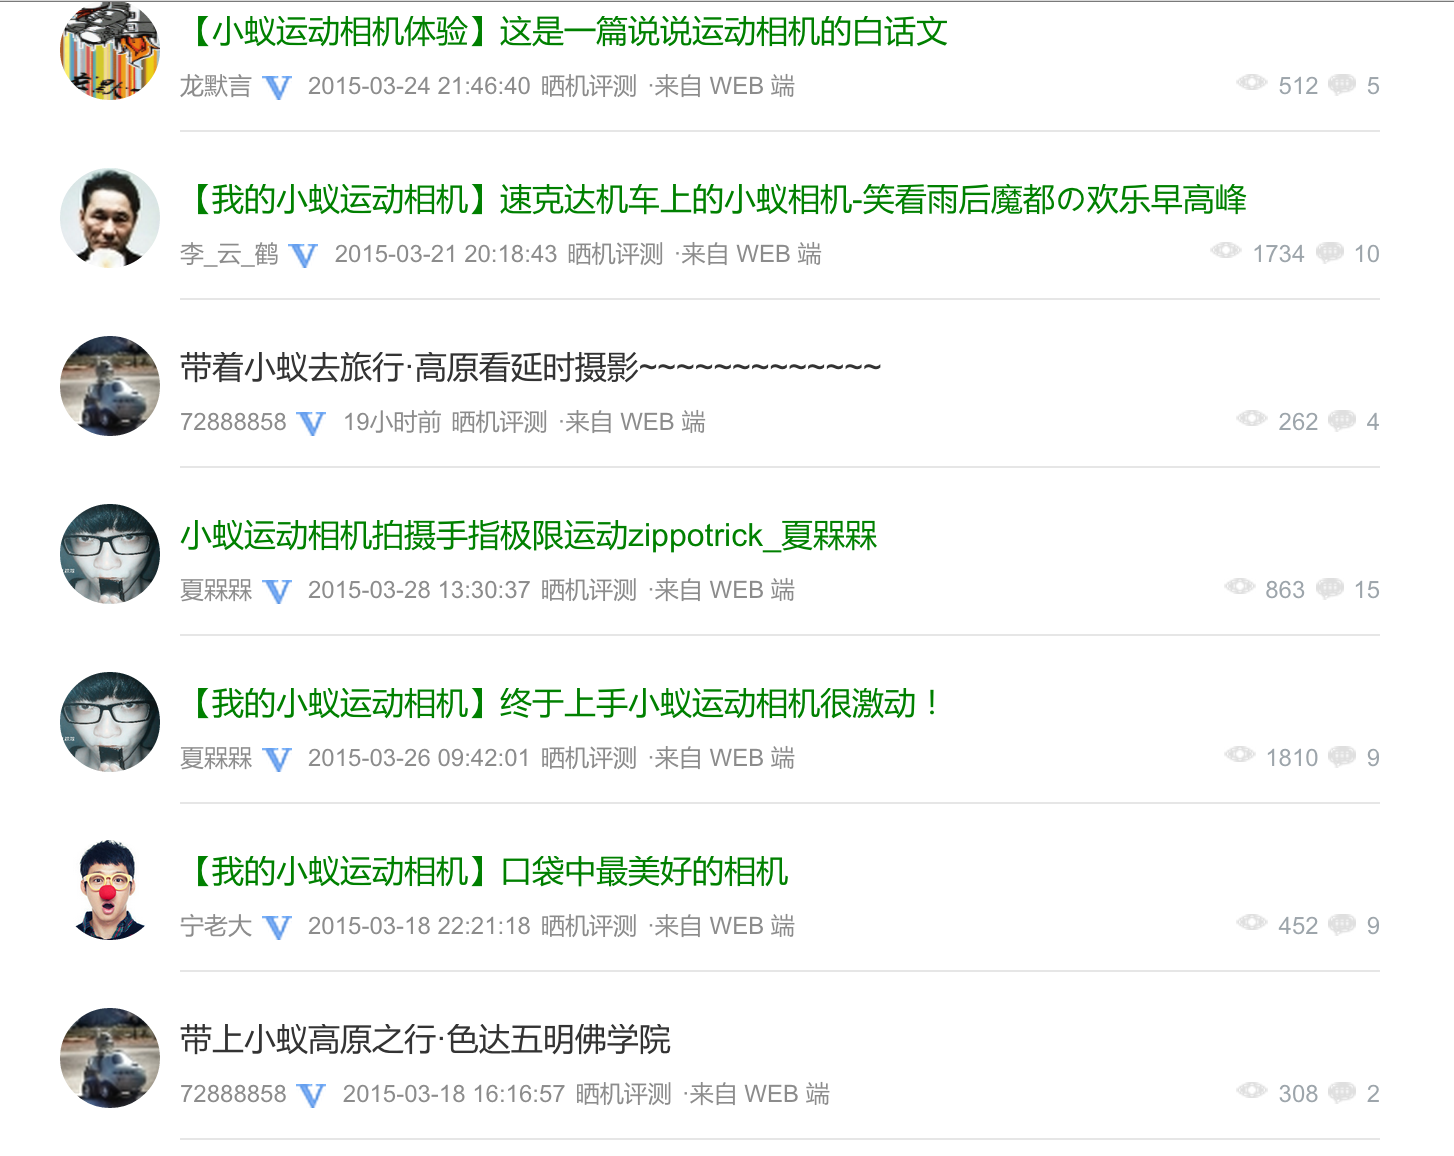 【小蚁运动相机体验】这是一篇说说运动相机的白话文
龙默言 V 2015-03-24 21:46:40 晒机评测 ·来自 WEB 端 512 5
【我的小蚁运动相机】速克达机车上的小蚁相机-笑看雨后魔都の欢乐早高峰
李_云_鹤 V 2015-03-21 20:18:43 晒机评测 ·来自 WEB 端 1734 10
带着小蚁去旅行·高原看延时摄影~~~~~~~~~~~~~
72888858 V 19小时前 晒机评测 ·来自 WEB 端 262 4
小蚁运动相机拍摄手指极限运动zippotrick_夏槑槑
夏槑槑 V 2015-03-28 13:30:37 晒机评测 ·来自 WEB 端 863 15
【我的小蚁运动相机】终于上手小蚁运动相机很激动！
夏槑槑 V 2015-03-26 09:42:01 晒机评测 ·来自 WEB 端 1810 9
【我的小蚁运动相机】口袋中最美好的相机
宁老大 V 2015-03-18 22:21:18 晒机评测 ·来自 WEB 端 452 9
带上小蚁高原之行·色达五明佛学院
72888858 V 2015-03-18 16:16:57 晒机评测 ·来自 WEB 端 308 2